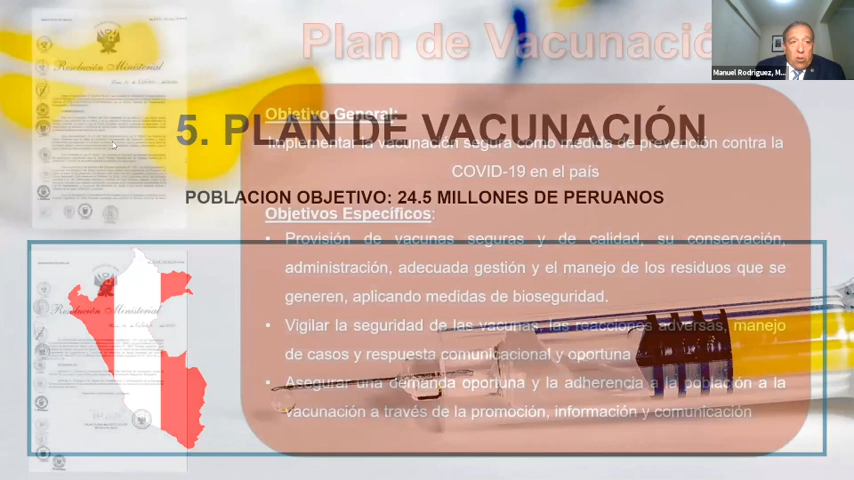 Plan de Vacunació
Manuel Rodriguez, M...
Resolución Ministerial
Objetivo General:
5. PLAN DE VACUNACIÓN
Implementar la vacunación segura como medida de prevención contra la
COVID-19 en el país
POBLACION OBJETIVO: 24.5 MILLONES DE PERUANOS
Objetivos Específicos:
• Provisión de vacunas seguras y de calidad, su conservación,
administración, adecuada gestión y el manejo de los residuos que se
generen, aplicando medidas de bioseguridad.
• Vigilar la seguridad de las vacunas, las reacciones adversas, manejo
de casos y respuesta comunicacional y oportuna
• Asegurar una demanda oportuna y la adherencia a la población a la
vacunación a través de la promoción, información y comunicación
Resolución Ministerial